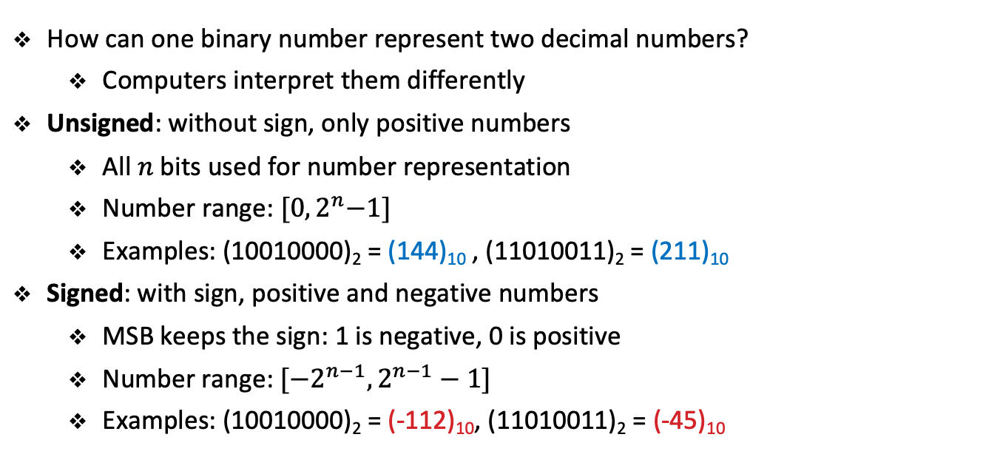 ❖ How can one binary number represent two decimal numbers?
❖ Computers interpret them differently
❖ Unsigned: without sign, only positive numbers
❖ All n bits used for number representation
❖ Number range: [0, 2ⁿ−1]
❖ Examples: (10010000)₂ = (144)₁₀ , (11010011)₂ = (211)₁₀
❖ Signed: with sign, positive and negative numbers
❖ MSB keeps the sign: 1 is negative, 0 is positive
❖ Number range: [−2ⁿ⁻¹, 2ⁿ⁻¹ − 1]
❖ Examples: (10010000)₂ = (-112)₁₀, (11010011)₂ = (-45)₁₀